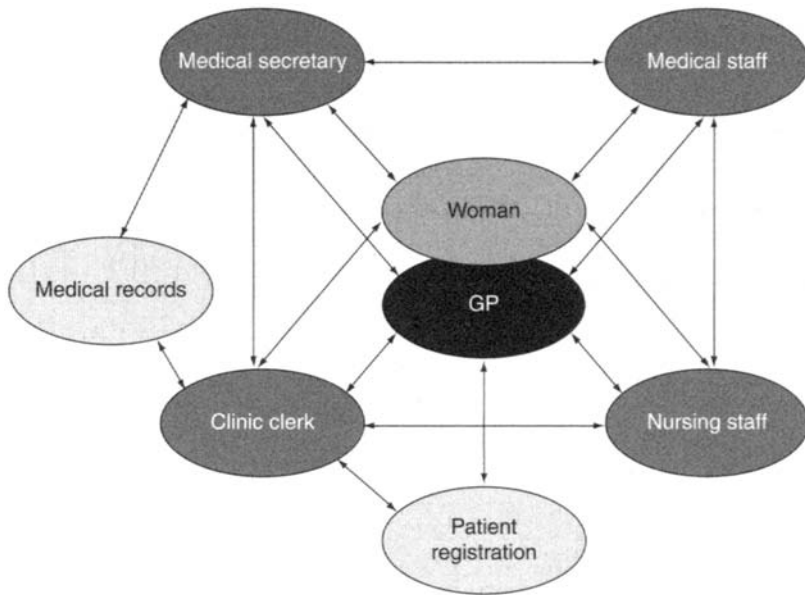 Medical secretary
Medical staff
Woman
Medical records
GP
Clinic clerk
Nursing staff
Patient
registration